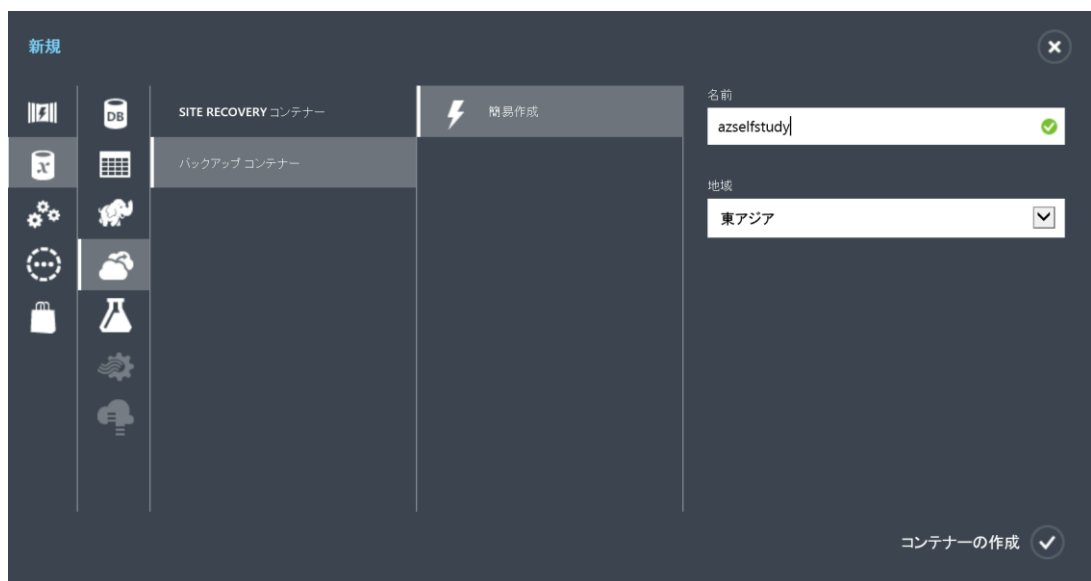 新規
DB
SITE RECOVERY コンテナー
バックアップ コンテナー
簡易作成
名前
azselfstudy
地域
東アジア
コンテナーの作成